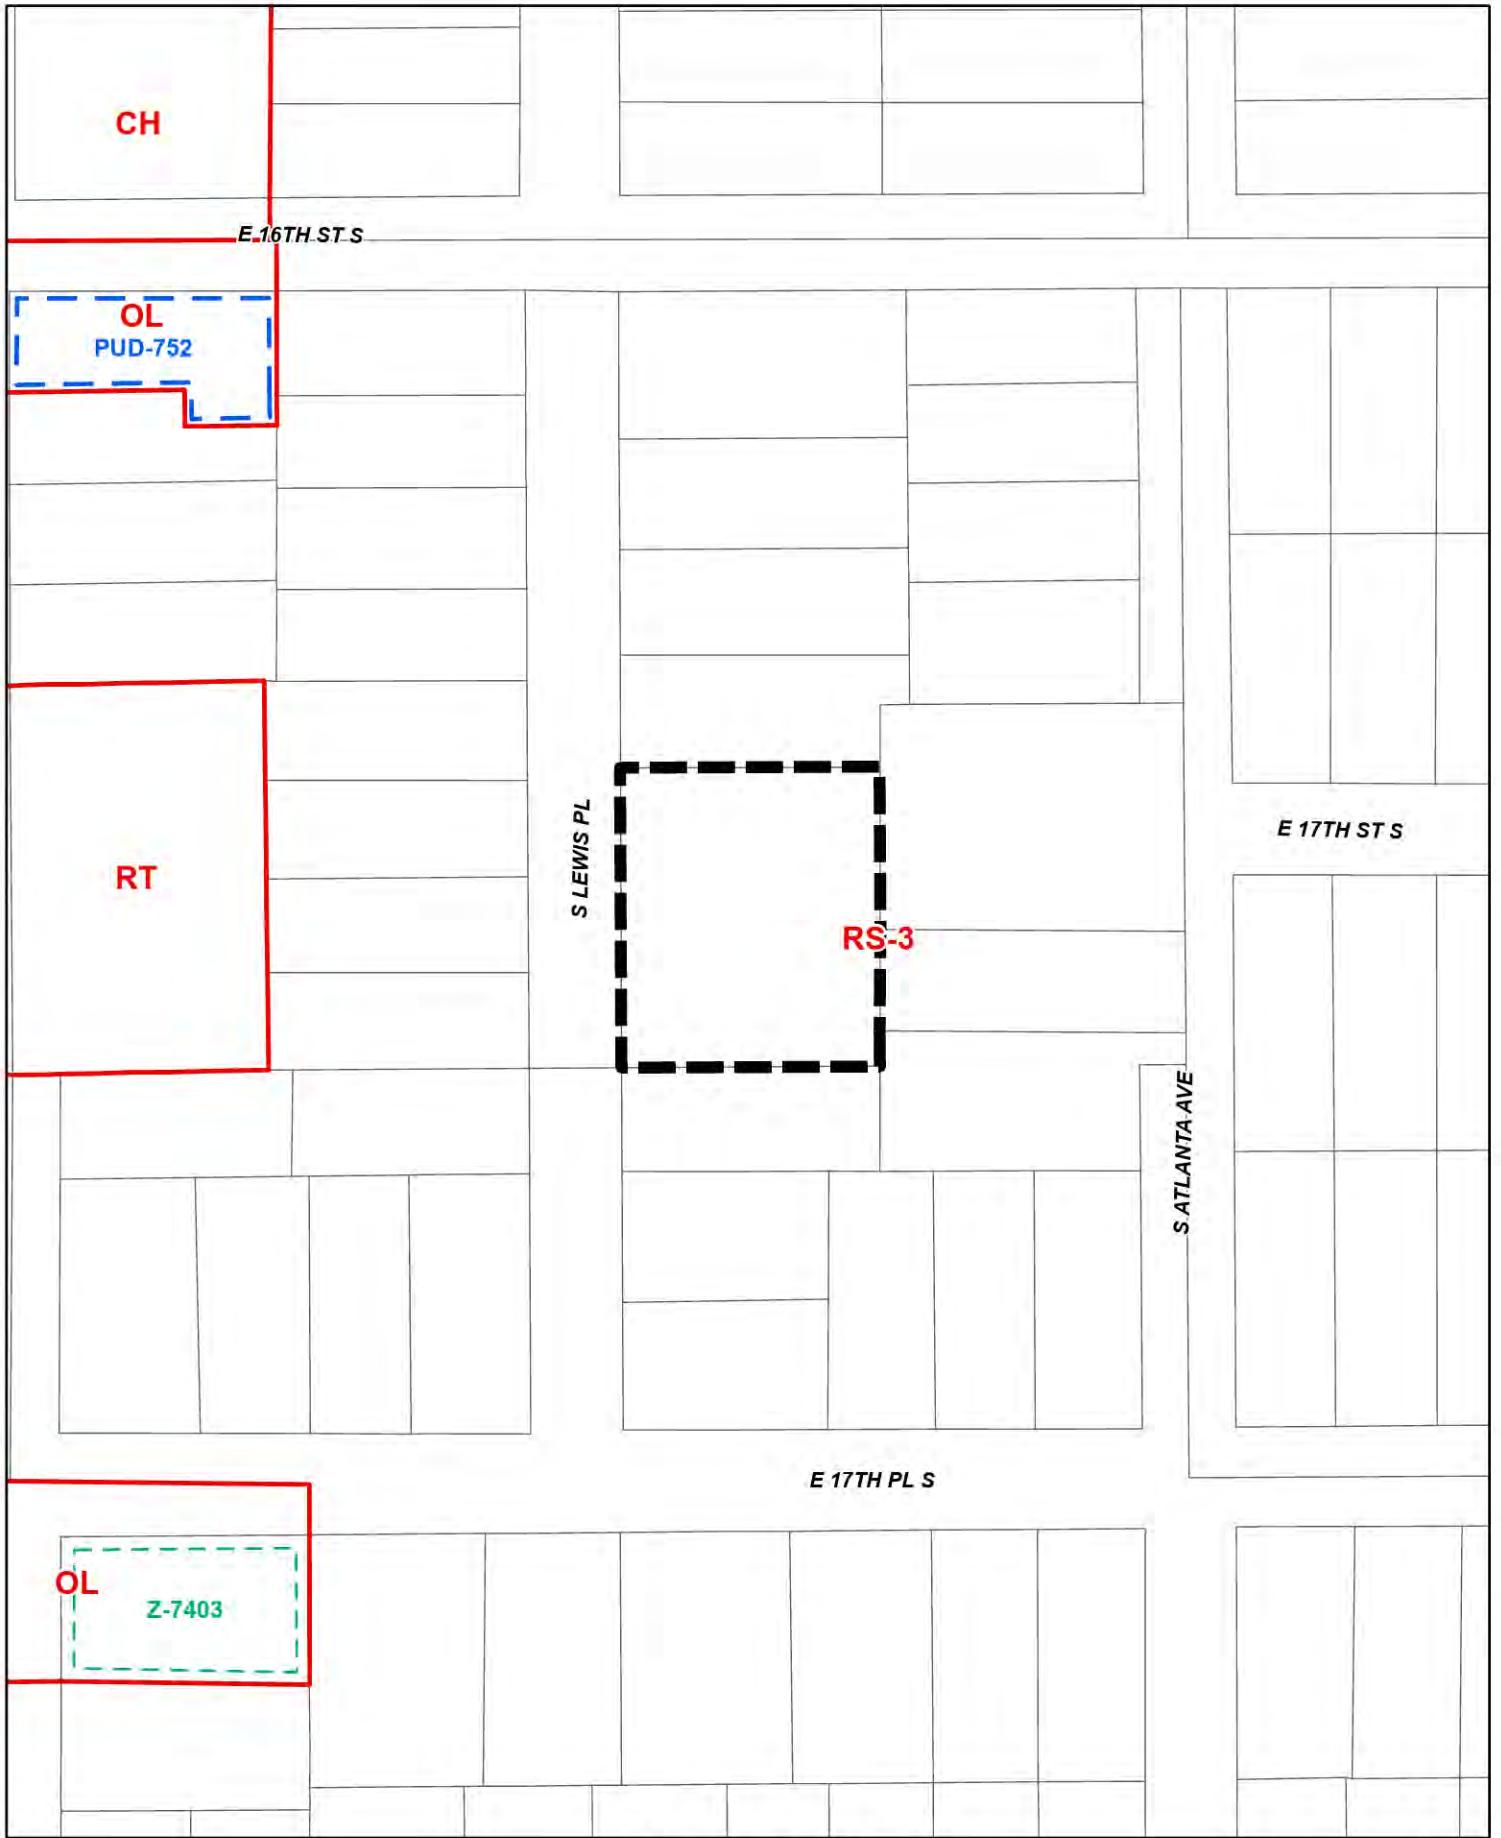 CH
E 16TH ST S
OL
PUD-752
E 17TH ST S
S LEWIS PL
RT
RS-3
S ATLANTA AVE
E 17TH PL S
OL
Z-7403